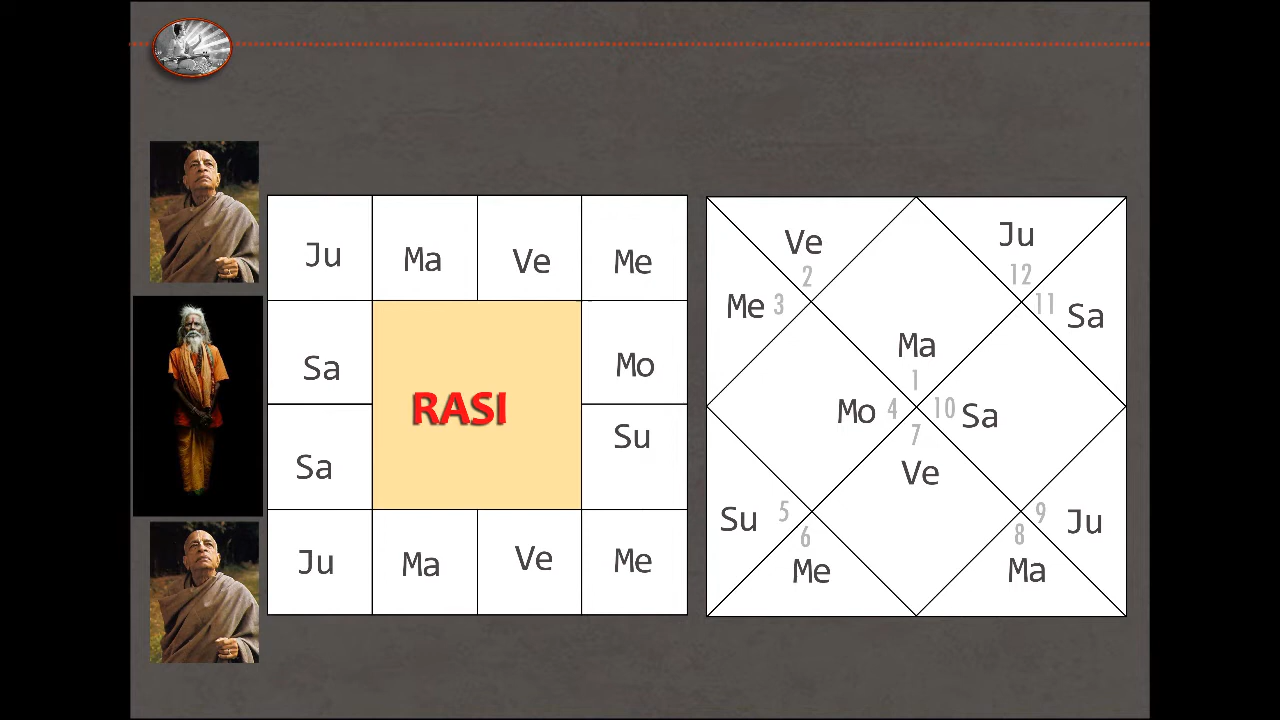 Ju Ma Ve Me
Sa Mo
RASI
Sa Su
Ju Ma Ve Me
Ve Ju
2 12
Me 3 11 Sa
Ma
1
Mo 4 10 Sa
7
Ve
Su 5 9 Ju
6 8
Me Ma